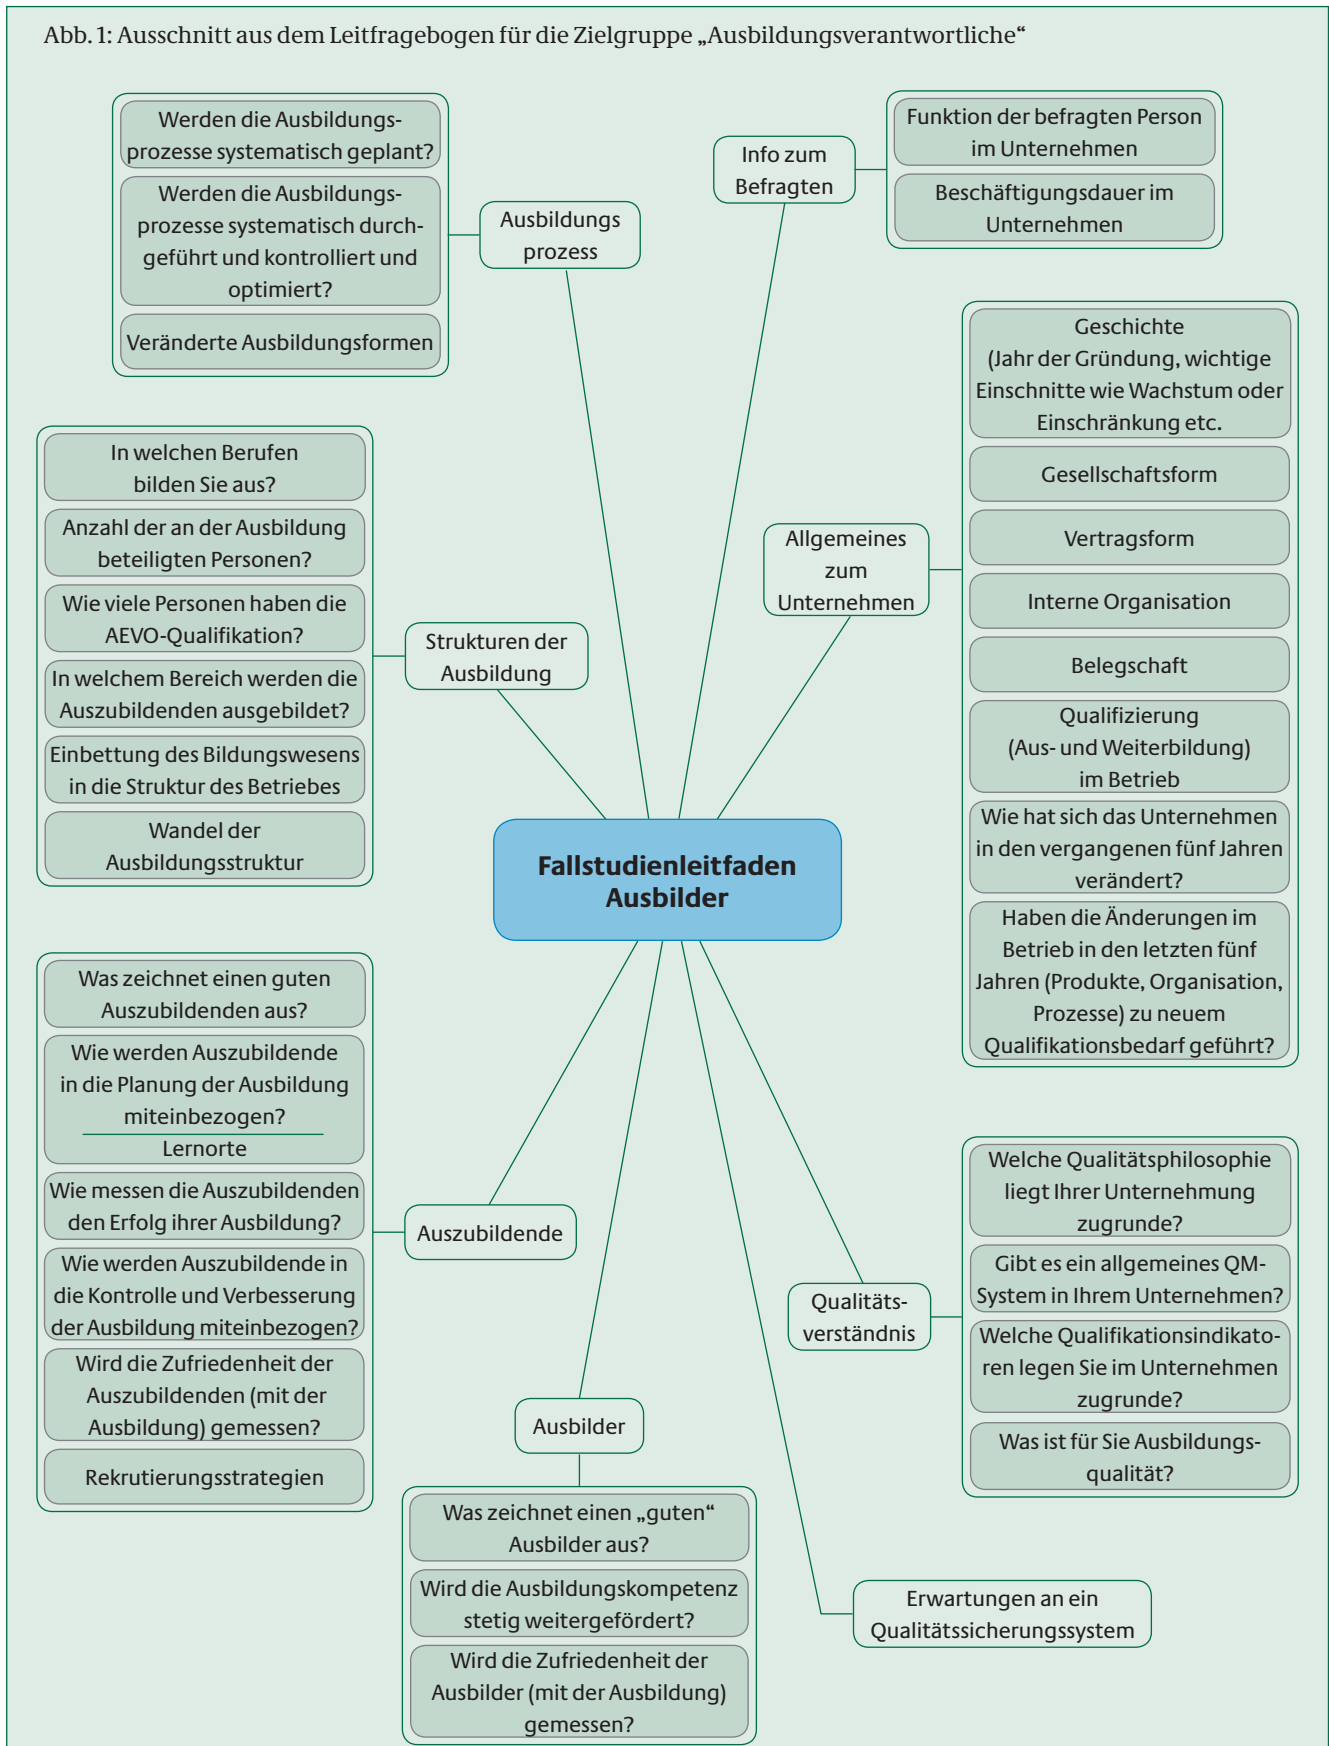 Abb. 1: Ausschnitt aus dem Leitfragebogen für die Zielgruppe „Ausbildungsverantwortliche“
Werden die Ausbildungs-
prozesse systematisch geplant?
Werden die Ausbildungs-
prozesse systematisch durch-
geführt und kontrolliert und
optimiert?
Veränderte Ausbildungsformen
Ausbildungs
prozess
Info zum
Befragten
Funktion der befragten Person
im Unternehmen
Beschäftigungsdauer im
Unternehmen
In welchen Berufen
bilden Sie aus?
Anzahl der an der Ausbildung
beteiligten Personen?
Wie viele Personen haben die
AEVO-Qualifikation?
In welchem Bereich werden die
Auszubildenden ausgebildet?
Einbettung des Bildungswesens
in die Struktur des Betriebes
Wandel der
Ausbildungsstruktur
Strukturen der
Ausbildung
Allgemeines
zum
Unternehmen
Geschichte
(Jahr der Gründung, wichtige
Einschnitte wie Wachstum oder
Einschränkung etc.
Gesellschaftsform
Vertragsform
Interne Organisation
Belegschaft
Qualifizierung
(Aus- und Weiterbildung)
im Betrieb
Wie hat sich das Unternehmen
in den vergangenen fünf Jahren
verändert?
Haben die Änderungen im
Betrieb in den letzten fünf
Jahren (Produkte, Organisation,
Prozesse) zu neuem
Qualifikationsbedarf geführt?
Fallstudienleitfaden
Ausbilder
Was zeichnet einen guten
Auszubildenden aus?
Wie werden Auszubildende
in die Planung der Ausbildung
miteinbezogen?
Lernorte
Wie messen die Auszubildenden
den Erfolg ihrer Ausbildung?
Wie werden Auszubildende in
die Kontrolle und Verbesserung
der Ausbildung miteinbezogen?
Wird die Zufriedenheit der
Auszubildenden (mit der
Ausbildung) gemessen?
Rekrutierungsstrategien
Auszubildende
Qualitäts-
verständnis
Welche Qualitätsphilosophie
liegt Ihrer Unternehmung
zugrunde?
Gibt es ein allgemeines QM-
System in Ihrem Unternehmen?
Welche Qualifikationsindikato-
ren legen Sie im Unternehmen
zugrunde?
Was ist für Sie Ausbildungs-
qualität?
Ausbilder
Was zeichnet einen „guten“
Ausbilder aus?
Wird die Ausbildungskompetenz
stetig weitergefördert?
Wird die Zufriedenheit der
Ausbilder (mit der Ausbildung)
gemessen?
Erwartungen an ein
Qualitätssicherungssystem